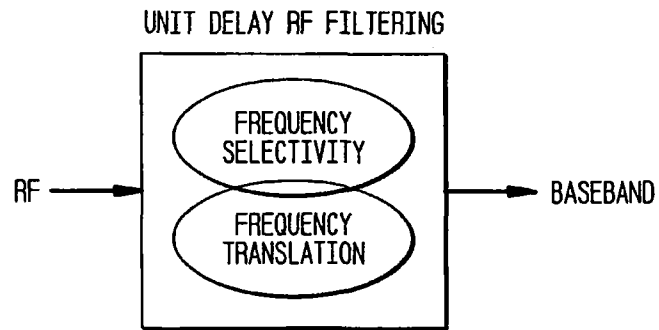 UNIT DELAY RF FILTERING
FREQUENCY
SELECTIVITY
RF
BASEBAND
FREQUENCY
TRANSLATION